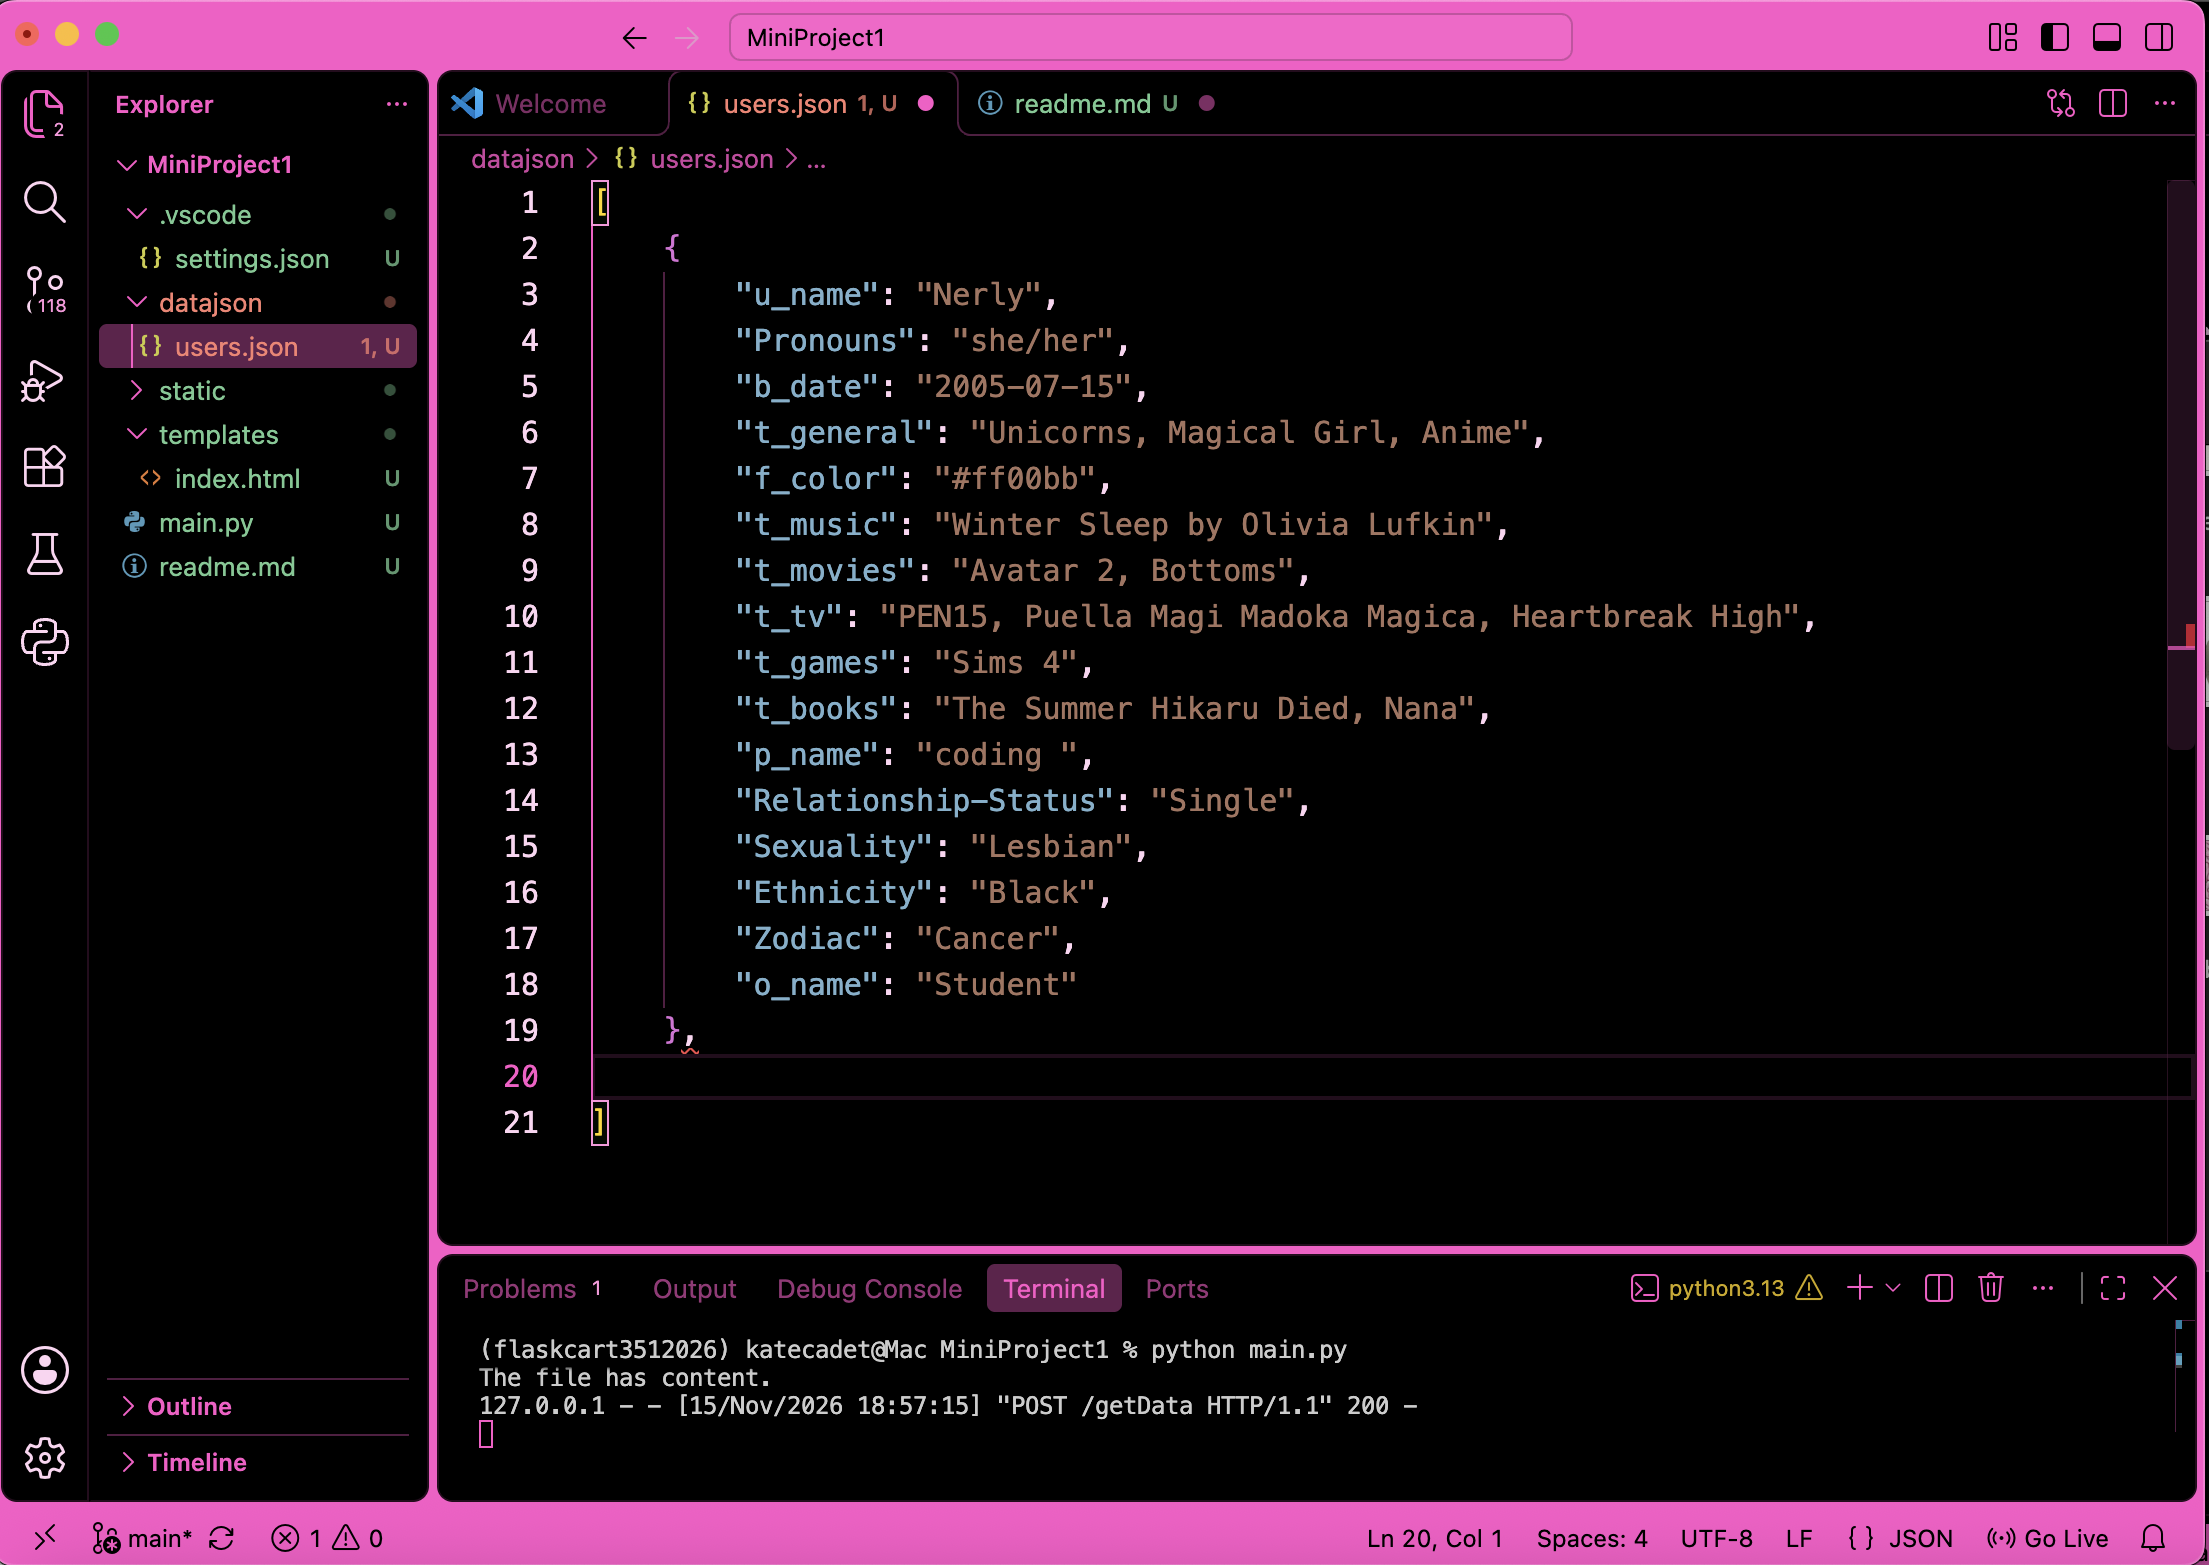 MiniProject1
Explorer
MiniProject1
.vscode
settings.json U
datajson
users.json 1, U
static
templates
index.html U
main.py U
readme.md U
Outline
Timeline
2
118
Welcome
users.json 1, U
readme.md U
datajson > {} users.json > ...
1 [
2 {
3 "u_name": "Nerly",
4 "Pronouns": "she/her",
5 "b_date": "2005-07-15",
6 "t_general": "Unicorns, Magical Girl, Anime",
7 "f_color": "#ff00bb",
8 "t_music": "Winter Sleep by Olivia Lufkin",
9 "t_movies": "Avatar 2, Bottoms",
10 "t_tv": "PEN15, Puella Magi Madoka Magica, Heartbreak High",
11 "t_games": "Sims 4",
12 "t_books": "The Summer Hikaru Died, Nana",
13 "p_name": "coding ",
14 "Relationship-Status": "Single",
15 "Sexuality": "Lesbian",
16 "Ethnicity": "Black",
17 "Zodiac": "Cancer",
18 "o_name": "Student"
19 },
20
21 ]
Problems 1 Output Debug Console Terminal Ports python3.13
(flaskcart3512026) katecadet@Mac MiniProject1 % python main.py
The file has content.
127.0.0.1 - - [15/Nov/2026 18:57:15] "POST /getData HTTP/1.1" 200 -
main* 1 0 Ln 20, Col 1 Spaces: 4 UTF-8 LF {} JSON Go Live